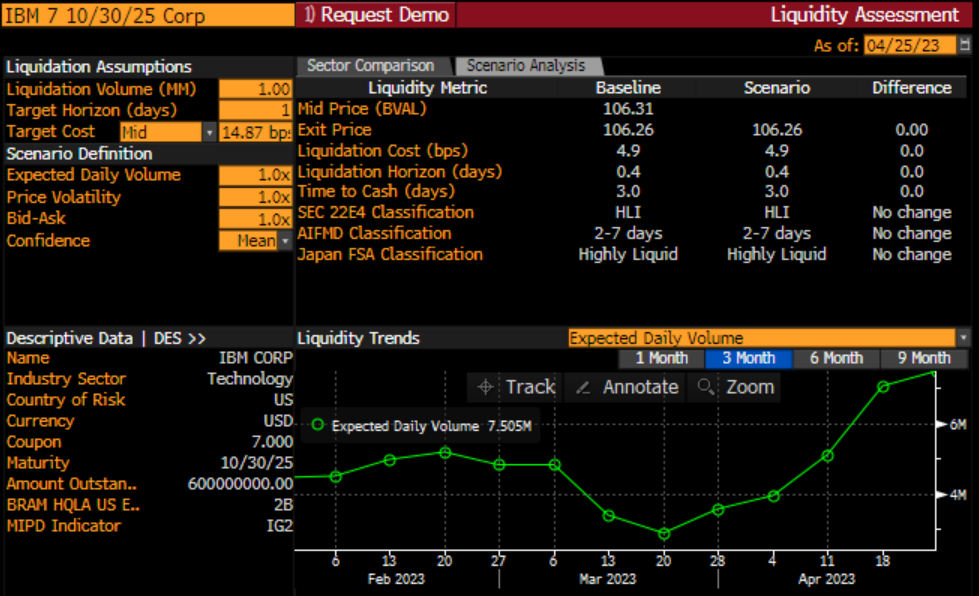 IBM 7 10/30/25 Corp 1) Request Demo Liquidity Assessment
As of: 04/25/23
Liquidation Assumptions Sector Comparison Scenario Analysis
Liquidation Volume (MM) 1.00 Liquidity Metric Baseline Scenario Difference
Target Horizon (days) 1 Mid Price (BVAL) 106.31
Target Cost Mid 14.87 bp: Exit Price 106.26 106.26 0.00
Scenario Definition Liquidation Cost (bps) 4.9 4.9 0.0
Expected Daily Volume 1.0x Liquidation Horizon (days) 0.4 0.4 0.0
Price Volatility 1.0x Time to Cash (days) 3.0 3.0 0.0
Bid-Ask 1.0x SEC 22E4 Classification HLI HLI No change
Confidence Mean AIFMD Classification 2-7 days 2-7 days No change
Japan FSA Classification Highly Liquid Highly Liquid No change
Descriptive Data | DES >> Liquidity Trends Expected Daily Volume
Name IBM CORP 1 Month 3 Month 6 Month 9 Month
Industry Sector Technology Track Annotate Zoom
Country of Risk US
Currency USD Expected Daily Volume 7.505M 6M
Coupon 7.000
Maturity 10/30/25
Amount Outstan.. 600000000.00 4M
BRAM HQLA US E.. 2B
MIPD Indicator IG2
6 13 20 27 6 13 20 28 4 11 18
Feb 2023 Mar 2023 Apr 2023